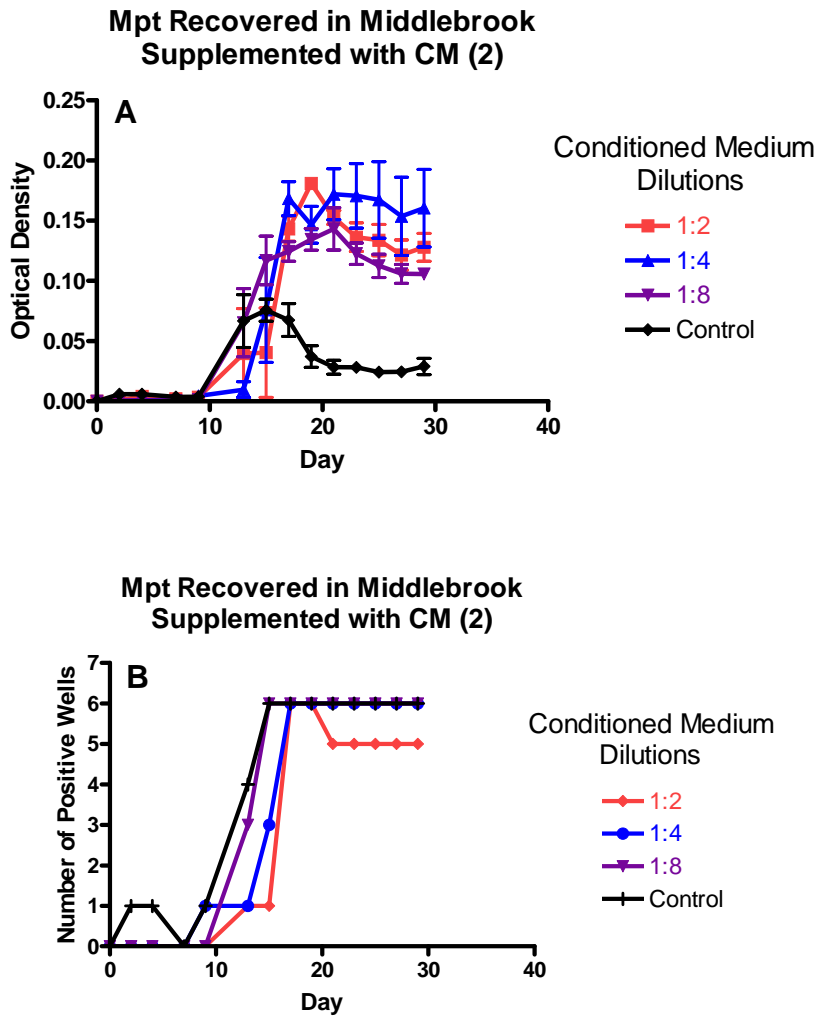 Mpt Recovered in Middlebrook
Supplemented with CM (2)
A
0.25
0.20
0.15
0.10
0.05
0.00
Optical Density
0 10 20 30 40
Day
Conditioned Medium
Dilutions
1:2
1:4
1:8
Control
Mpt Recovered in Middlebrook
Supplemented with CM (2)
B
7
6
5
4
3
2
1
0
Number of Positive Wells
0 10 20 30 40
Day
Conditioned Medium
Dilutions
1:2
1:4
1:8
Control